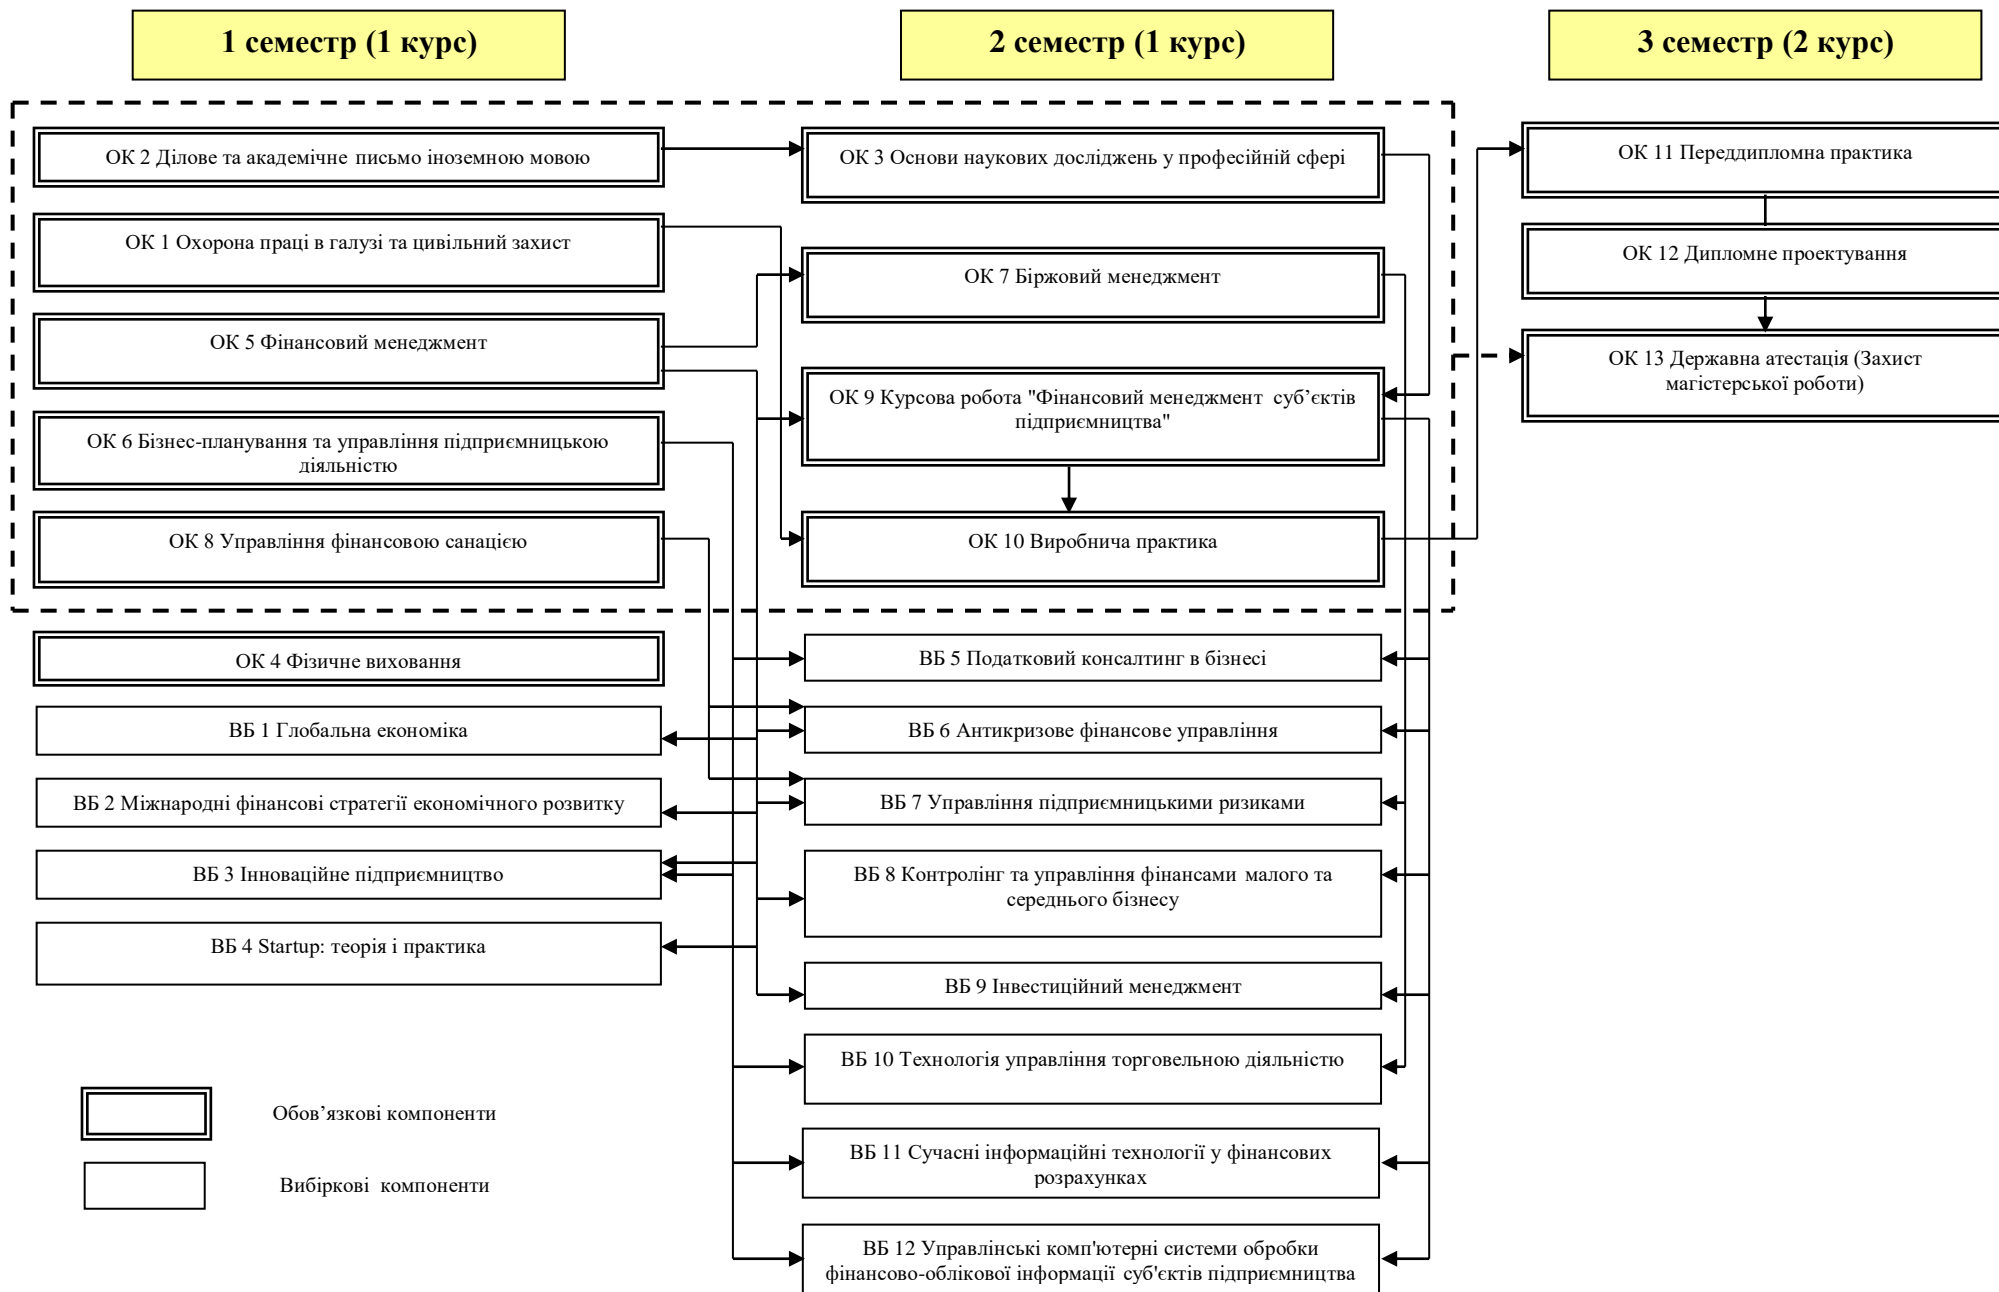 1 семестр (1 курс)
2 семестр (1 курс)
3 семестр (2 курс)
ОК 2 Ділове та академічне письмо іноземною мовою
ОК 1 Охорона праці в галузі та цивільний захист
ОК 5 Фінансовий менеджмент
ОК 6 Бізнес-планування та управління підприємницькою
діяльністю
ОК 8 Управління фінансовою санацією
ОК 4 Фізичне виховання
ВБ 1 Глобальна економіка
ВБ 2 Міжнародні фінансові стратегії економічного розвитку
ВБ 3 Інноваційне підприємництво
ВБ 4 Startup: теорія і практика
ОК 3 Основи наукових досліджень у професійній сфері
ОК 7 Біржовий менеджмент
ОК 9 Курсова робота "Фінансовий менеджмент суб’єктів
підприємництва"
ОК 10 Виробнича практика
ВБ 5 Податковий консалтинг в бізнесі
ВБ 6 Антикризове фінансове управління
ВБ 7 Управління підприємницькими ризиками
ВБ 8 Контролінг та управління фінансами малого та
середнього бізнесу
ВБ 9 Інвестиційний менеджмент
ВБ 10 Технологія управління торговельною діяльністю
ВБ 11 Сучасні інформаційні технології у фінансових
розрахунках
ВБ 12 Управлінські комп'ютерні системи обробки
фінансово-облікової інформації суб'єктів підприємництва
ОК 11 Переддипломна практика
ОК 12 Дипломне проектування
ОК 13 Державна атестація (Захист
магістерської роботи)
Обов’язкові компоненти
Вибіркові компоненти